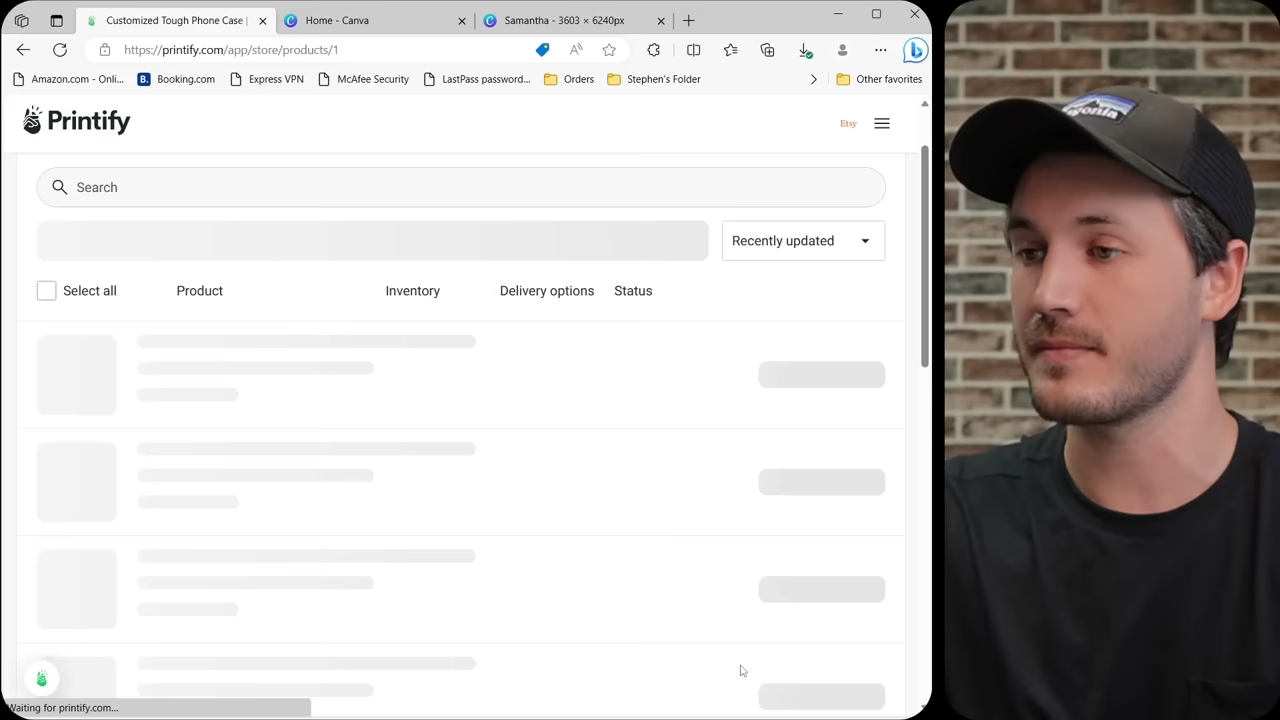 Customized Tough Phone Case |
Home - Canva
Samantha - 3603 × 6240px
https://printify.com/app/store/products/1
Amazon.com - Onli...
B.
Booking.com
Express VPN
McAfee Security
LastPass password...
Orders
Stephen's Folder
Other favorites
Printify
Etsy
Search
Recently updated
Select all
Product
Inventory
Delivery options
Status
Waiting for printify.com...